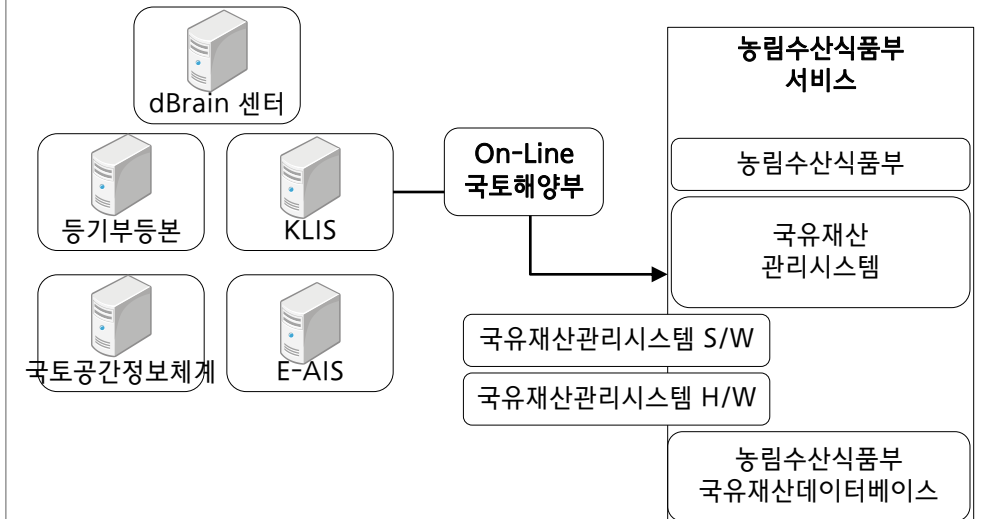 dBrain 센터
등기부등본
KLIS
국토공간정보체계
E-AIS
On-Line
국토해양부
농림수산식품부
서비스
농림수산식품부
국유재산
관리시스템
국유재산관리시스템 S/W
국유재산관리시스템 H/W
농림수산식품부
국유재산데이터베이스